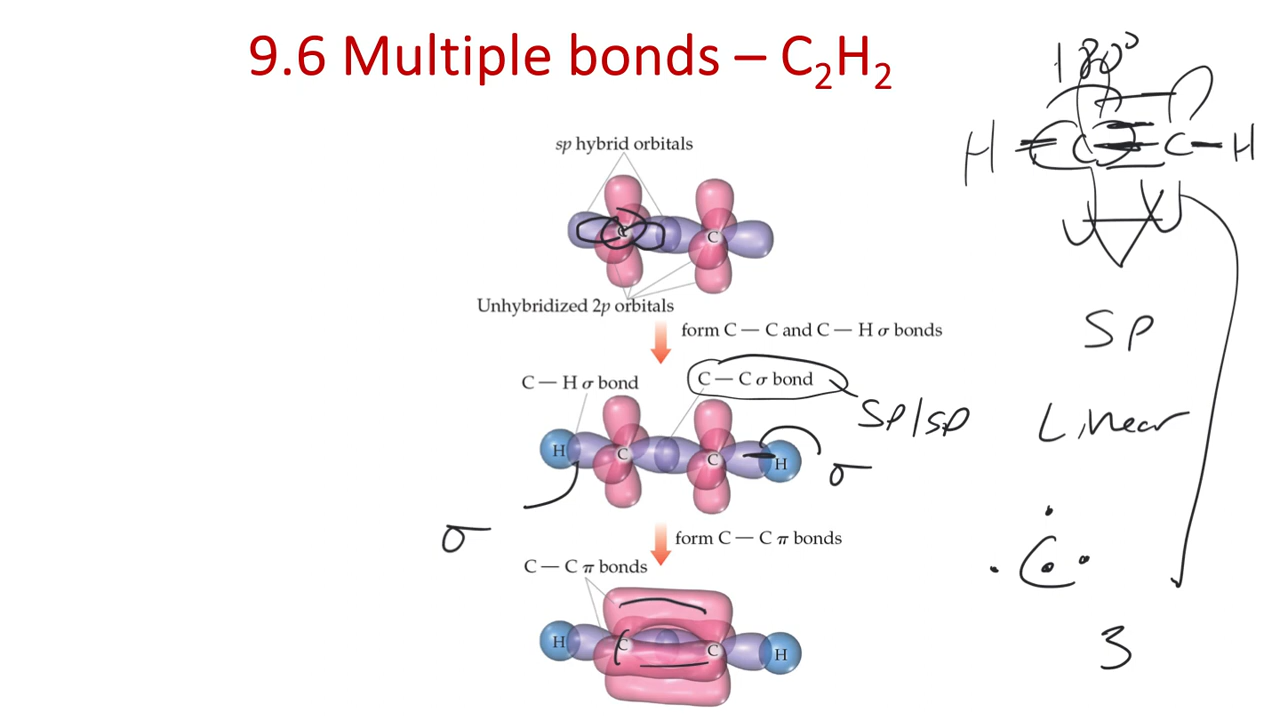 9.6 Multiple bonds – C₂H₂
180°
H C≡C-H
sp hybrid orbitals
C C
Unhybridized 2p orbitals
form C — C and C — H σ bonds
SP
C — H σ bond
C — C σ bond
SP/SP
Linear
H C C H
σ
σ
form C — C π bonds
C — C π bonds
·C·
3
H C C H